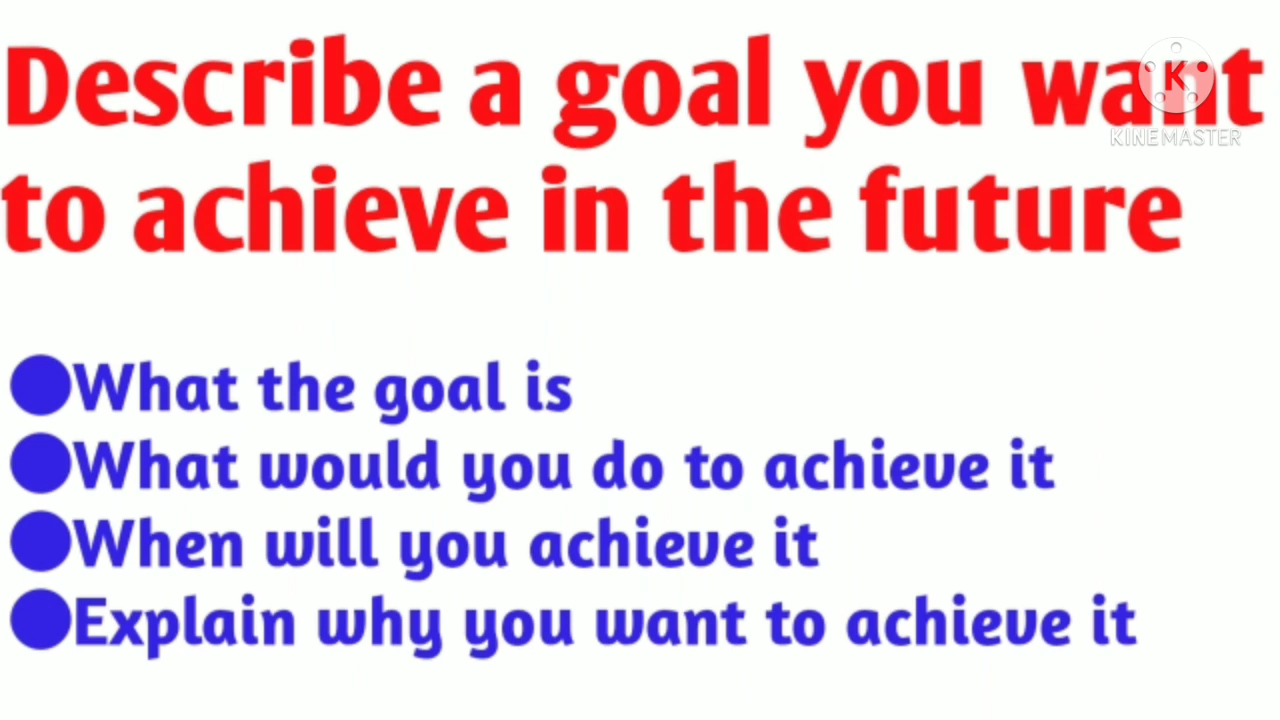 Describe a goal you want
to achieve in the future
K
KINEMASTER
●What the goal is
●What would you do to achieve it
●When will you achieve it
●Explain why you want to achieve it